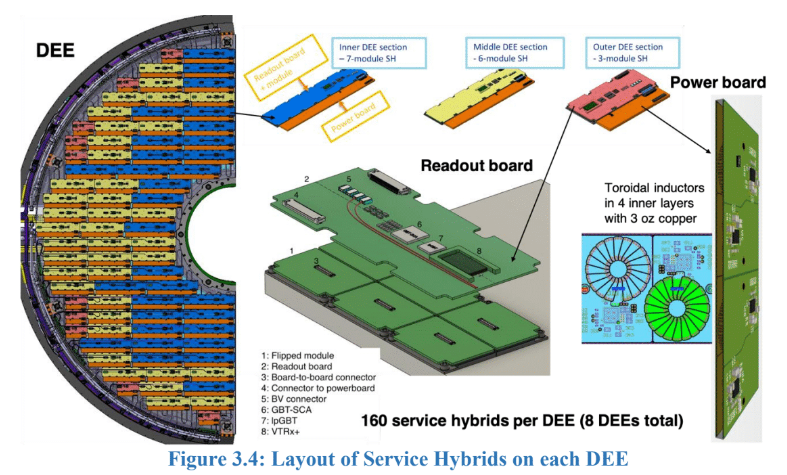 DEE
Inner DEE section
– 7-module SH
Middle DEE section
- 6-module SH
Outer DEE section
- 3-module SH
Readout board
+ module
Power board
Power board
Readout board
Toroidal inductors
in 4 inner layers
with 3 oz copper
2
5
4
6
7
8
1
3
1: Flipped module
2: Readout board
3: Board-to-board connector
4: Connector to powerboard
5: BV connector
6: GBT-SCA
7: lpGBT
8: VTRx+
160 service hybrids per DEE (8 DEEs total)
Figure 3.4: Layout of Service Hybrids on each DEE